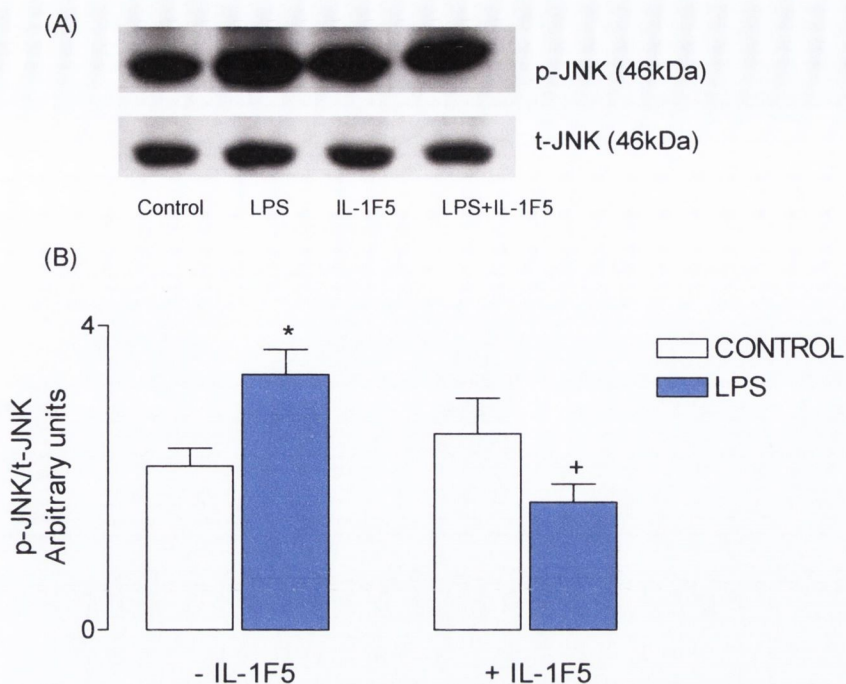 (A)
p-JNK (46kDa)
t-JNK (46kDa)
Control LPS IL-1F5 LPS+IL-1F5
(B)
4
*
CONTROL
LPS
p-JNK/t-JNK
Arbitrary units
+
0
- IL-1F5 + IL-1F5